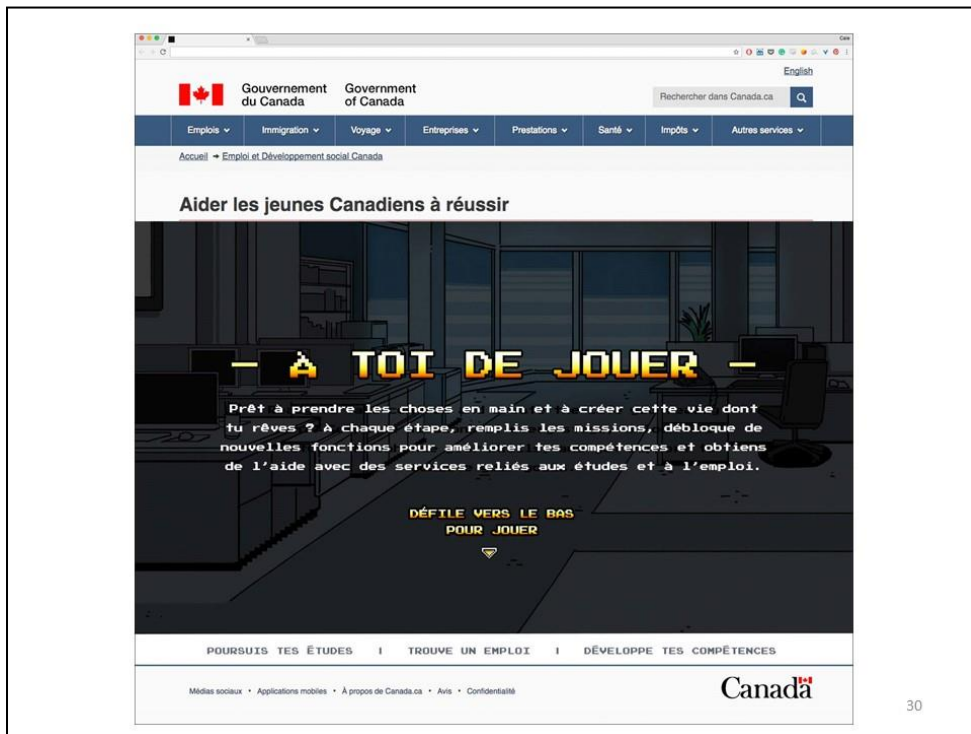 Cara
English
Gouvernement du Canada
Government of Canada
Rechercher dans Canada.ca
Emplois Immigration Voyage Entreprises Prestations Santé Impôts Autres services
Accueil → Emploi et Développement social Canada
Aider les jeunes Canadiens à réussir
— À TOI DE JOUER —
Prêt à prendre les choses en main et à créer cette vie dont
tu rêves ? À chaque étape, remplis les missions, débloque de
nouvelles fonctions pour améliorer tes compétences et obtiens
de l'aide avec des services reliés aux études et à l'emploi.
DÉFILE VERS LE BAS
POUR JOUER
POURSUIS TES ÉTUDES | TROUVE UN EMPLOI | DÉVELOPPE TES COMPÉTENCES
Médias sociaux • Applications mobiles • À propos de Canada.ca • Avis • Confidentialité
Canada
30